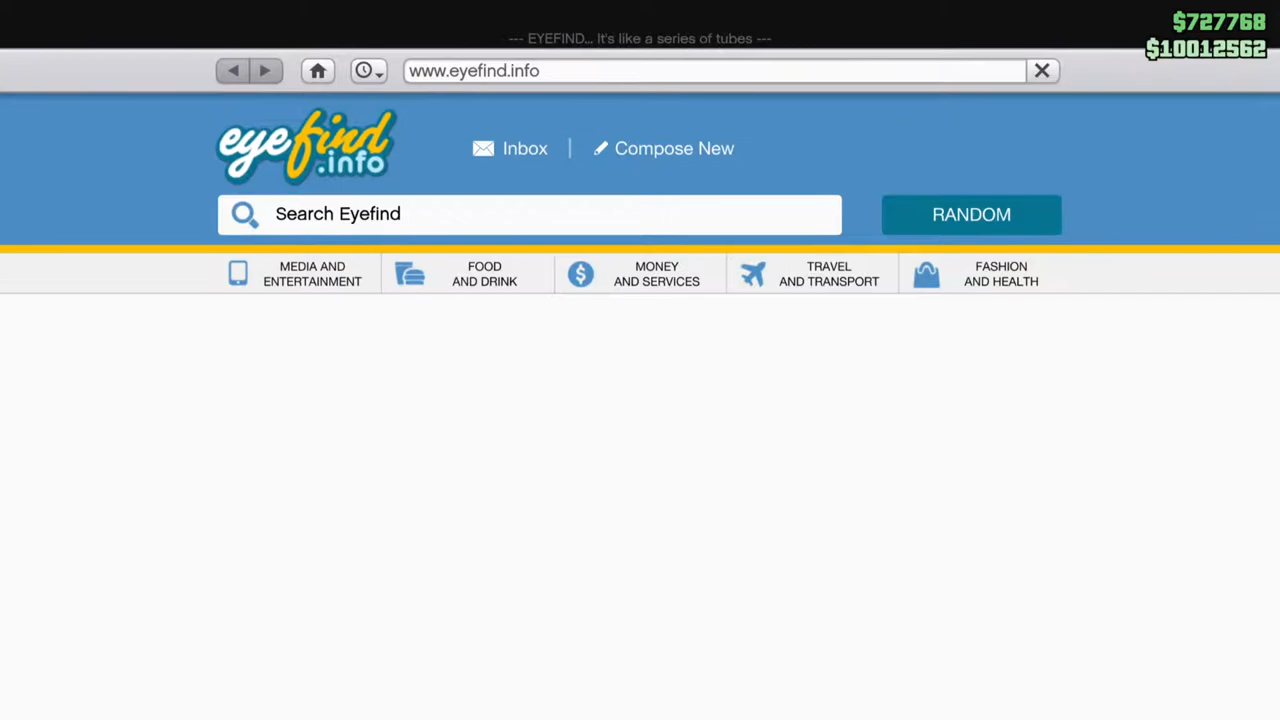 $727768
--- EYEFIND... It's like a series of tubes ---
$10012562
www.eyefind.info
eyefind
.info
Inbox
Compose New
Search Eyefind
RANDOM
MEDIA AND
ENTERTAINMENT
FOOD
AND DRINK
MONEY
AND SERVICES
TRAVEL
AND TRANSPORT
FASHION
AND HEALTH